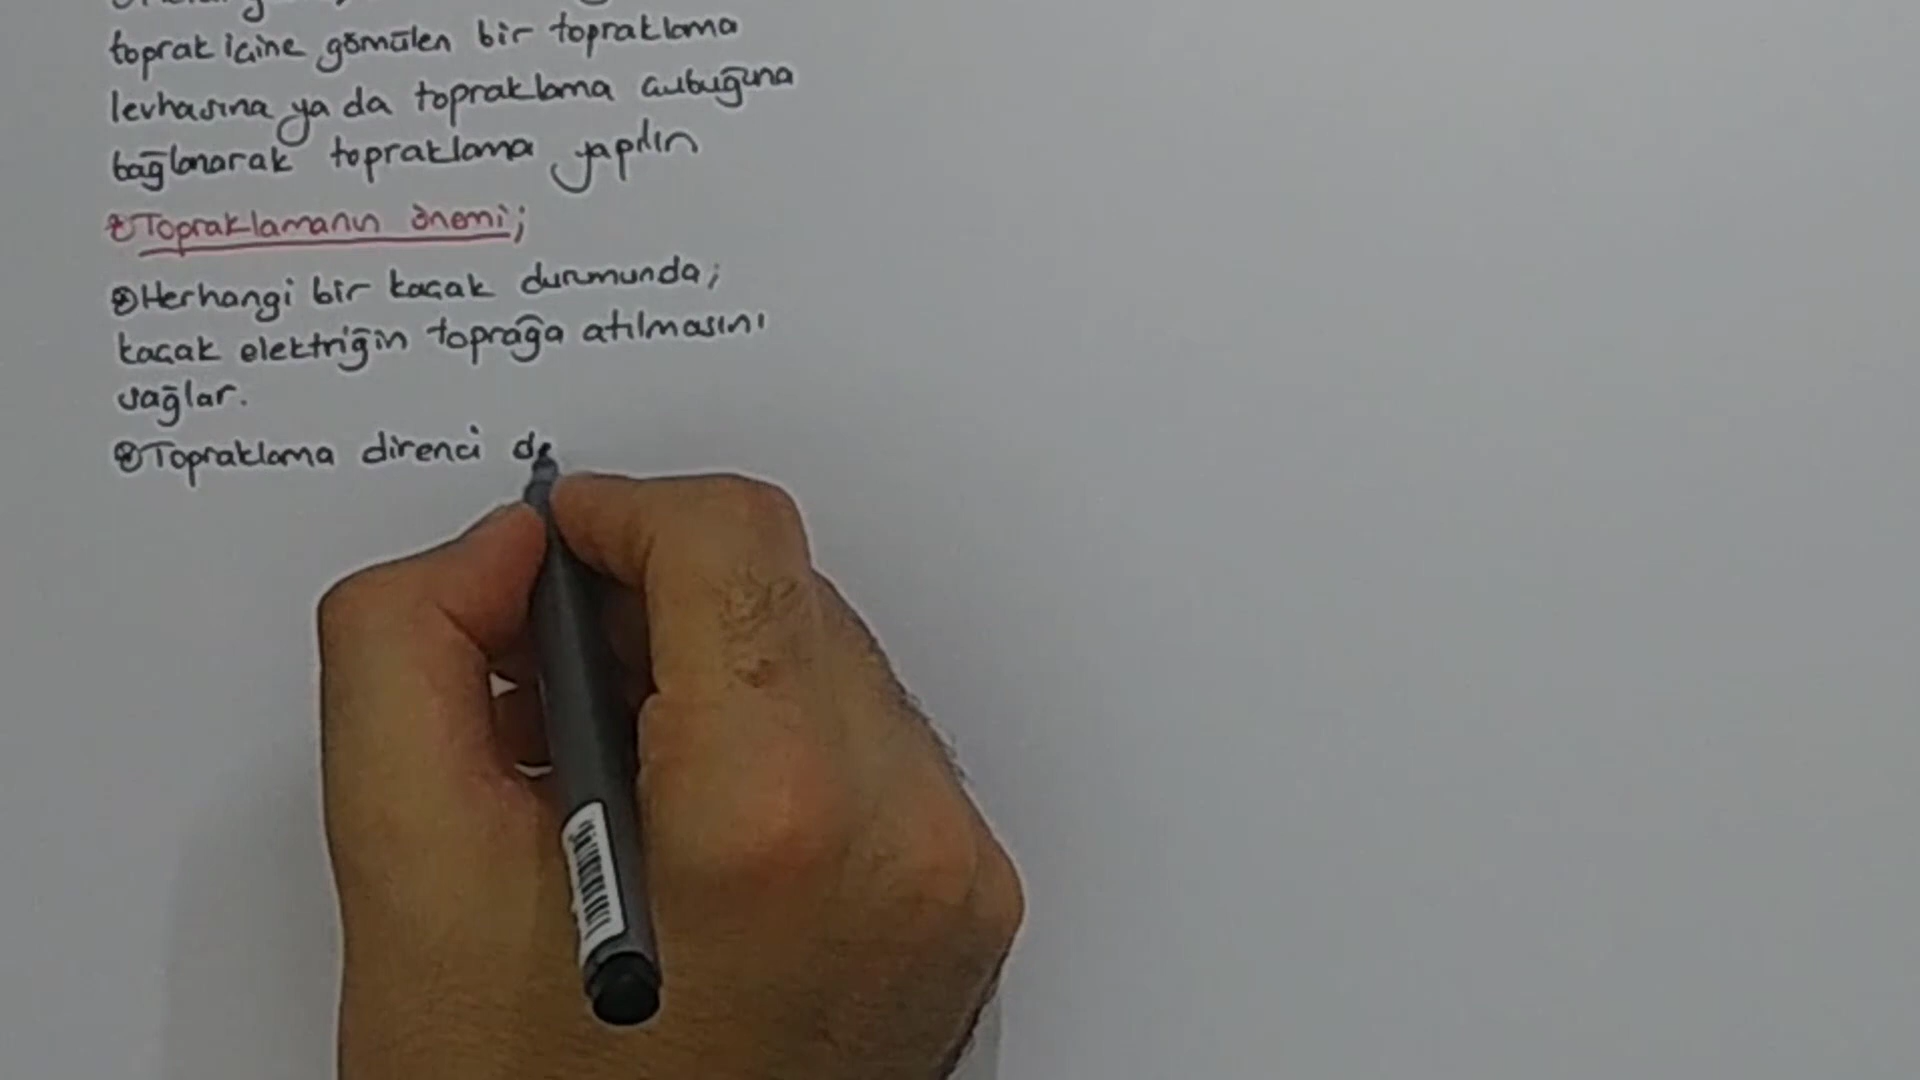 toprak içine gömülen bir topraklama
levhasına ya da topraklama çubuğuna
bağlanarak topraklama yapılır
Topraklamanın önemi;
Herhangi bir kaçak durumunda;
kaçak elektriğin toprağa atılmasını
sağlar.
Topraklama direnci de